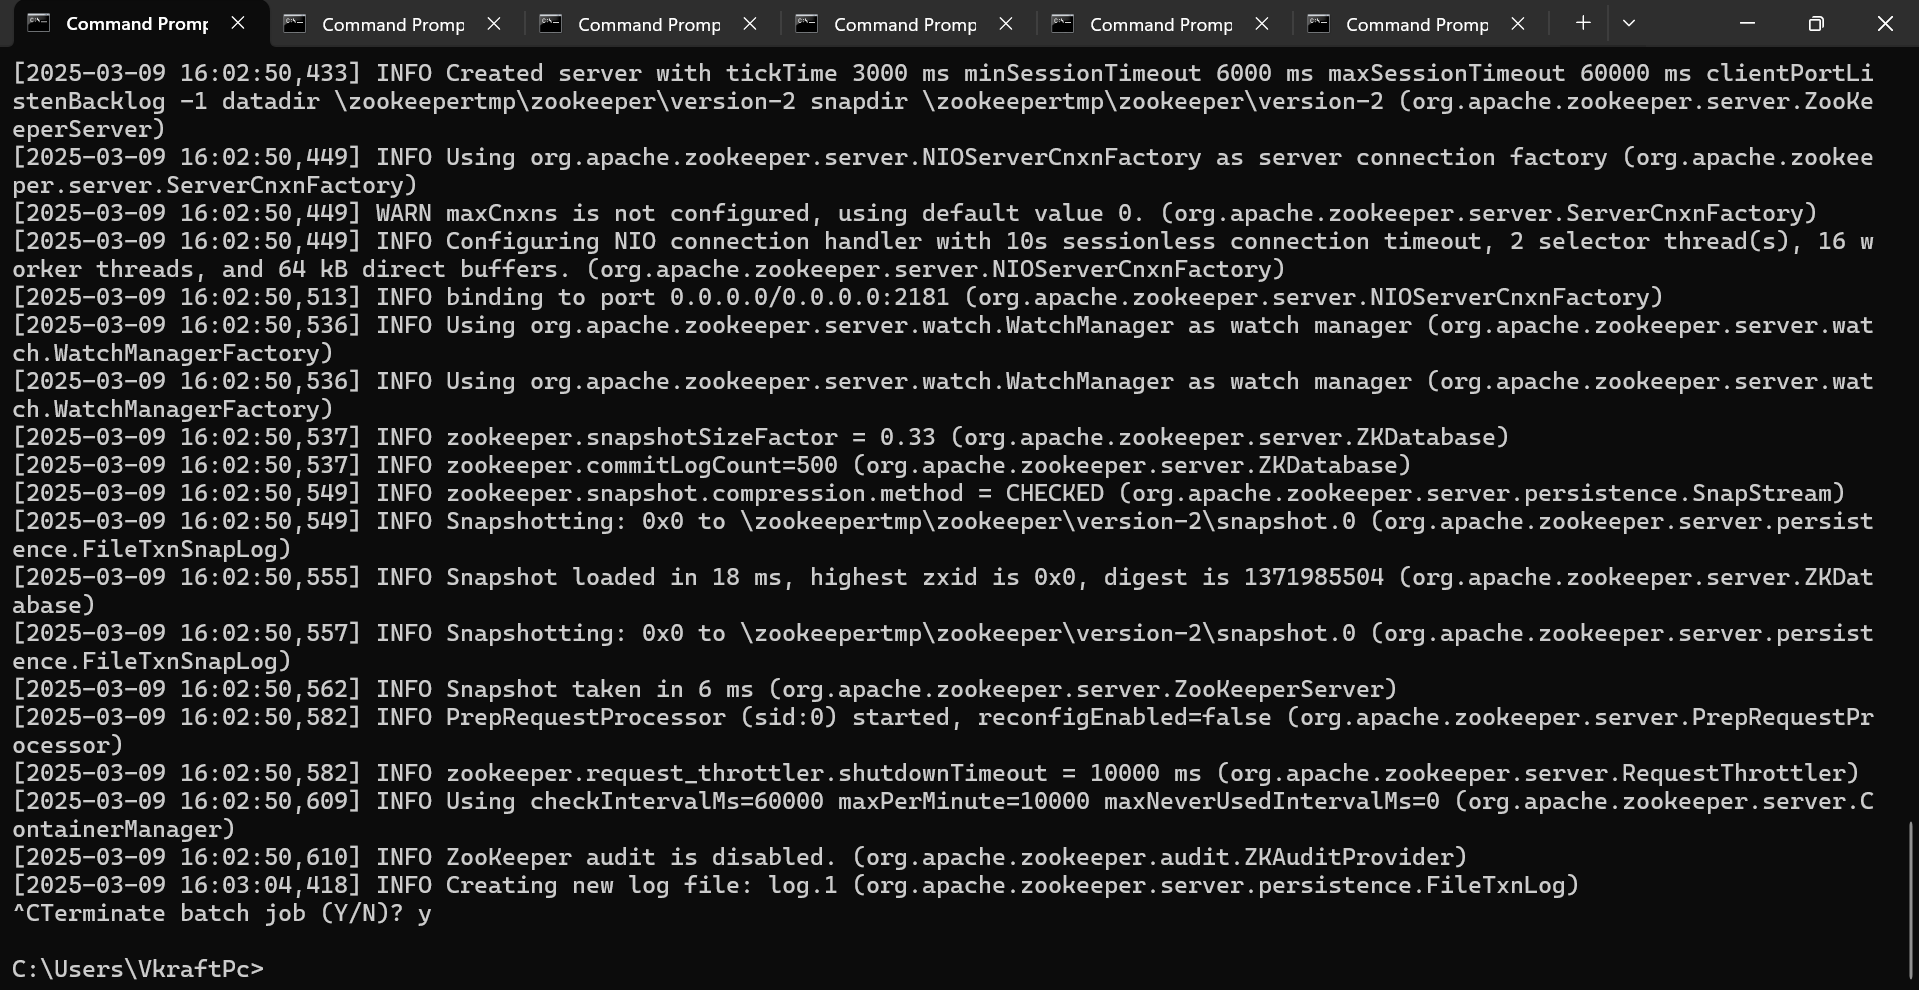 Command Promp
Command Promp
Command Promp
Command Promp
Command Promp
Command Promp
[2025-03-09 16:02:50,433] INFO Created server with tickTime 3000 ms minSessionTimeout 6000 ms maxSessionTimeout 60000 ms clientPortLi
stenBacklog -1 datadir \zookeepertmp\zookeeper\version-2 snapdir \zookeepertmp\zookeeper\version-2 (org.apache.zookeeper.server.ZooKe
eperServer)
[2025-03-09 16:02:50,449] INFO Using org.apache.zookeeper.server.NIOServerCnxnFactory as server connection factory (org.apache.zookee
per.server.ServerCnxnFactory)
[2025-03-09 16:02:50,449] WARN maxCnxns is not configured, using default value 0. (org.apache.zookeeper.server.ServerCnxnFactory)
[2025-03-09 16:02:50,449] INFO Configuring NIO connection handler with 10s sessionless connection timeout, 2 selector thread(s), 16 w
orker threads, and 64 kB direct buffers. (org.apache.zookeeper.server.NIOServerCnxnFactory)
[2025-03-09 16:02:50,513] INFO binding to port 0.0.0.0/0.0.0.0:2181 (org.apache.zookeeper.server.NIOServerCnxnFactory)
[2025-03-09 16:02:50,536] INFO Using org.apache.zookeeper.server.watch.WatchManager as watch manager (org.apache.zookeeper.server.wat
ch.WatchManagerFactory)
[2025-03-09 16:02:50,536] INFO Using org.apache.zookeeper.server.watch.WatchManager as watch manager (org.apache.zookeeper.server.wat
ch.WatchManagerFactory)
[2025-03-09 16:02:50,537] INFO zookeeper.snapshotSizeFactor = 0.33 (org.apache.zookeeper.server.ZKDatabase)
[2025-03-09 16:02:50,537] INFO zookeeper.commitLogCount=500 (org.apache.zookeeper.server.ZKDatabase)
[2025-03-09 16:02:50,549] INFO zookeeper.snapshot.compression.method = CHECKED (org.apache.zookeeper.server.persistence.SnapStream)
[2025-03-09 16:02:50,549] INFO Snapshotting: 0x0 to \zookeepertmp\zookeeper\version-2\snapshot.0 (org.apache.zookeeper.server.persist
ence.FileTxnSnapLog)
[2025-03-09 16:02:50,555] INFO Snapshot loaded in 18 ms, highest zxid is 0x0, digest is 1371985504 (org.apache.zookeeper.server.ZKDat
abase)
[2025-03-09 16:02:50,557] INFO Snapshotting: 0x0 to \zookeepertmp\zookeeper\version-2\snapshot.0 (org.apache.zookeeper.server.persist
ence.FileTxnSnapLog)
[2025-03-09 16:02:50,562] INFO Snapshot taken in 6 ms (org.apache.zookeeper.server.ZooKeeperServer)
[2025-03-09 16:02:50,582] INFO PrepRequestProcessor (sid:0) started, reconfigEnabled=false (org.apache.zookeeper.server.PrepRequestPr
ocessor)
[2025-03-09 16:02:50,582] INFO zookeeper.request_throttler.shutdownTimeout = 10000 ms (org.apache.zookeeper.server.RequestThrottler)
[2025-03-09 16:02:50,609] INFO Using checkIntervalMs=60000 maxPerMinute=10000 maxNeverUsedIntervalMs=0 (org.apache.zookeeper.server.C
ontainerManager)
[2025-03-09 16:02:50,610] INFO ZooKeeper audit is disabled. (org.apache.zookeeper.audit.ZKAuditProvider)
[2025-03-09 16:03:04,418] INFO Creating new log file: log.1 (org.apache.zookeeper.server.persistence.FileTxnLog)
^CTerminate batch job (Y/N)? y
C:\Users\VkraftPc>